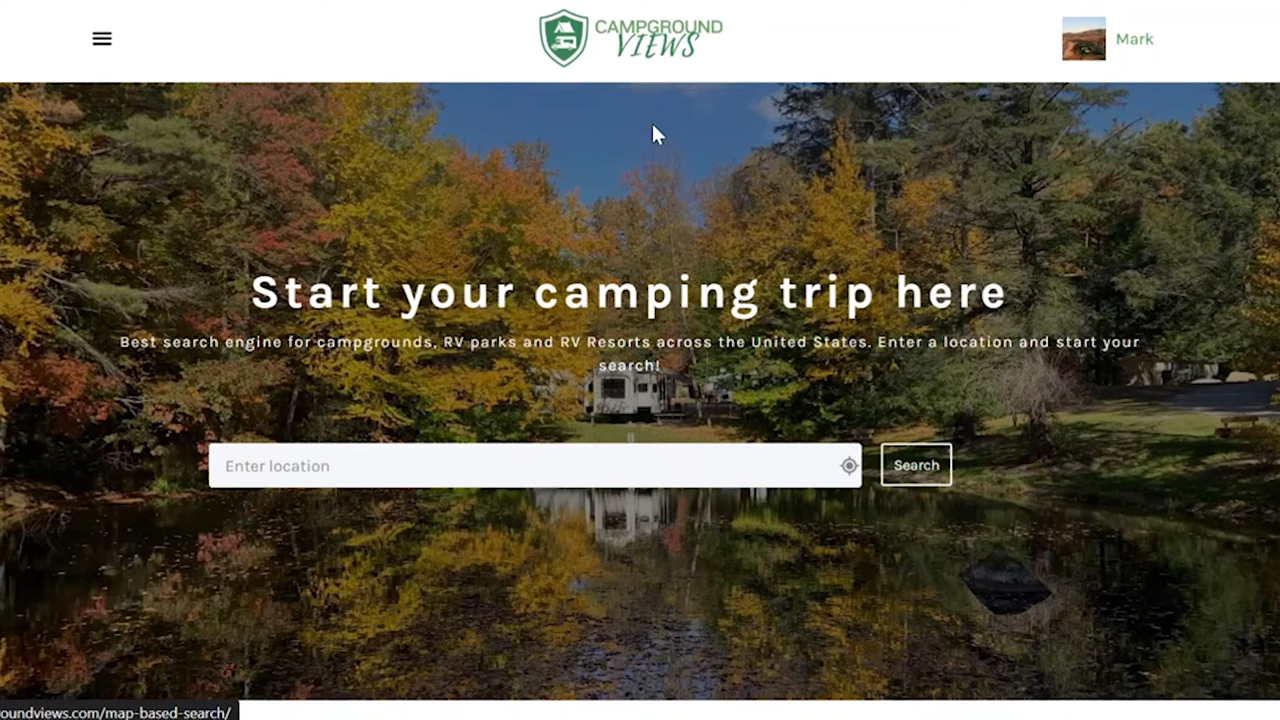 CAMPGROUND
VIEWS
Mark
Start your camping trip here
Best search engine for campgrounds, RV parks and RV Resorts across the United States. Enter a location and start your
search!
Enter location
Search
oundviews.com/map-based-search/